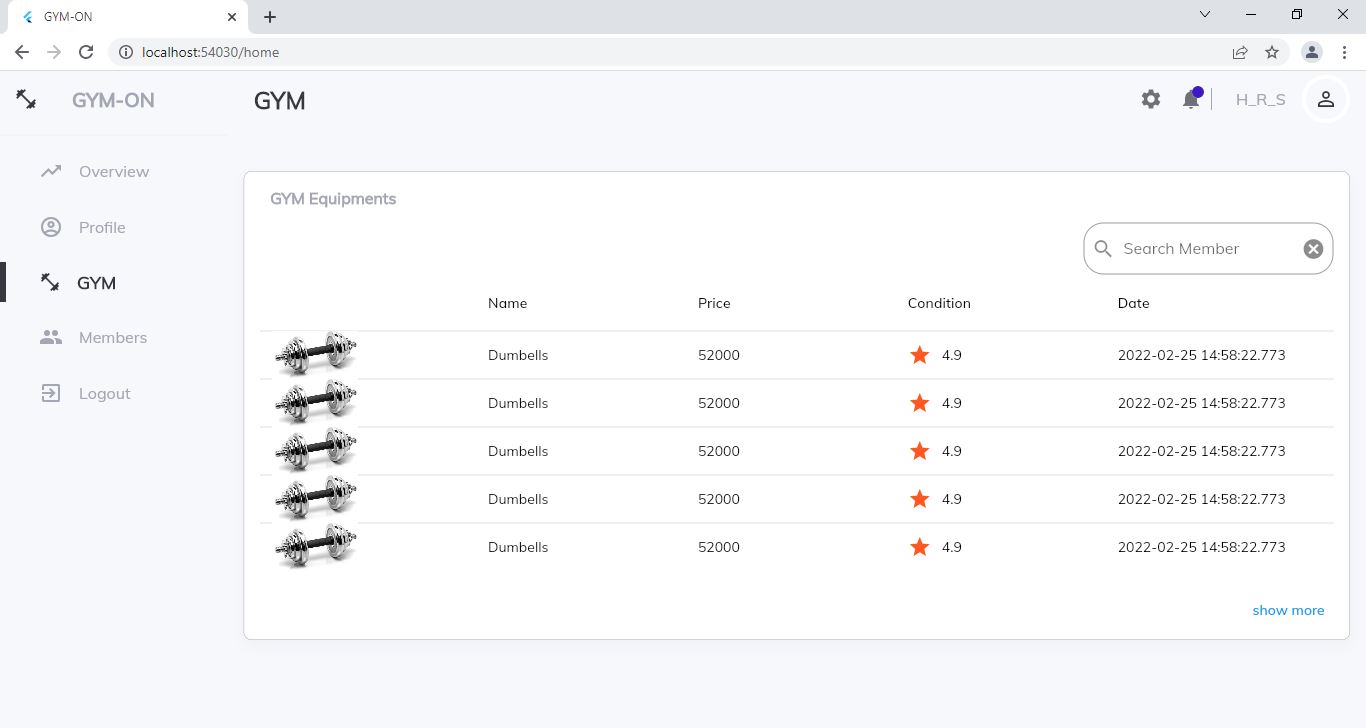 GYM-ON
localhost:54030/home
GYM-ON
GYM
H_R_S
Overview
Profile
GYM
Members
Logout
GYM Equipments
Search Member
Name Price Condition Date
Dumbells 52000 4.9 2022-02-25 14:58:22.773
Dumbells 52000 4.9 2022-02-25 14:58:22.773
Dumbells 52000 4.9 2022-02-25 14:58:22.773
Dumbells 52000 4.9 2022-02-25 14:58:22.773
Dumbells 52000 4.9 2022-02-25 14:58:22.773
show more